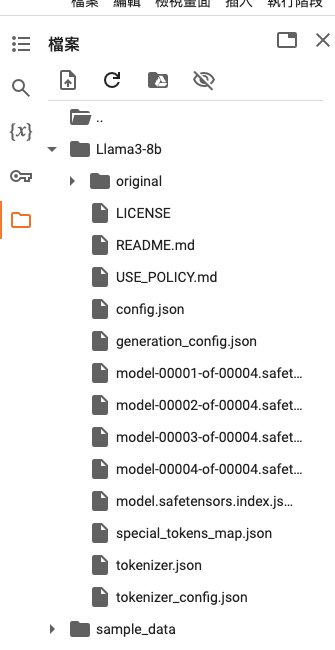 檔案 編輯 檢視畫面 插入 執行階段
檔案
..
{x}
Llama3-8b
original
LICENSE
README.md
USE_POLICY.md
config.json
generation_config.json
model-00001-of-00004.safet...
model-00002-of-00004.safet...
model-00003-of-00004.safet...
model-00004-of-00004.safet...
model.safetensors.index.js...
special_tokens_map.json
tokenizer.json
tokenizer_config.json
sample_data